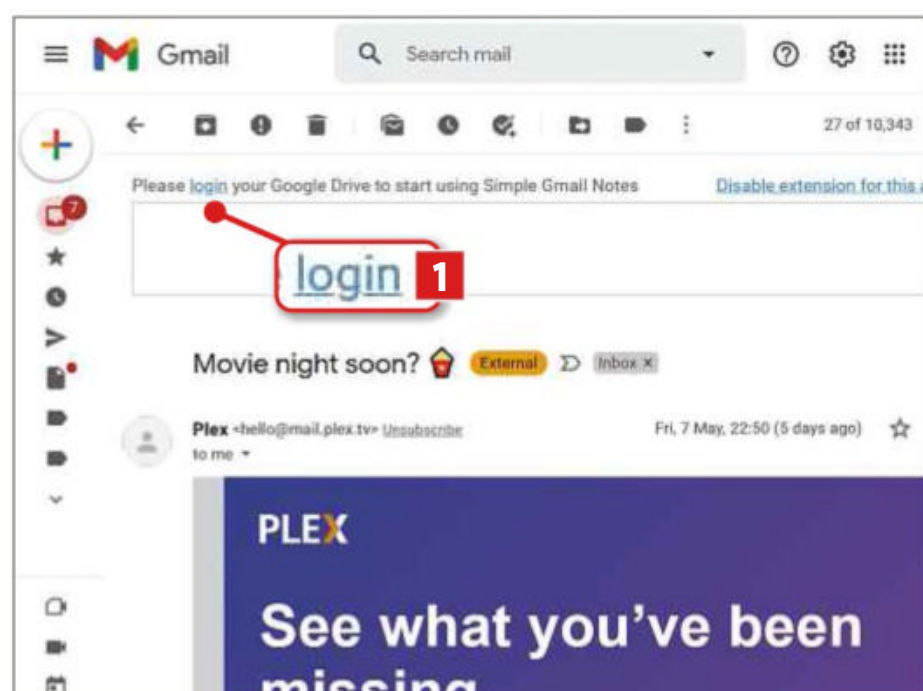 Gmail
Search mail
27 of 10,343
7
Please login your Google Drive to start using Simple Gmail Notes
Disable extension for this a
login 1
Movie night soon? External Inbox ×
Plex <hello@mail.plex.tv> Unsubscribe
Fri, 7 May, 22:50 (5 days ago)
to me
PLEX
See what you've been
missing